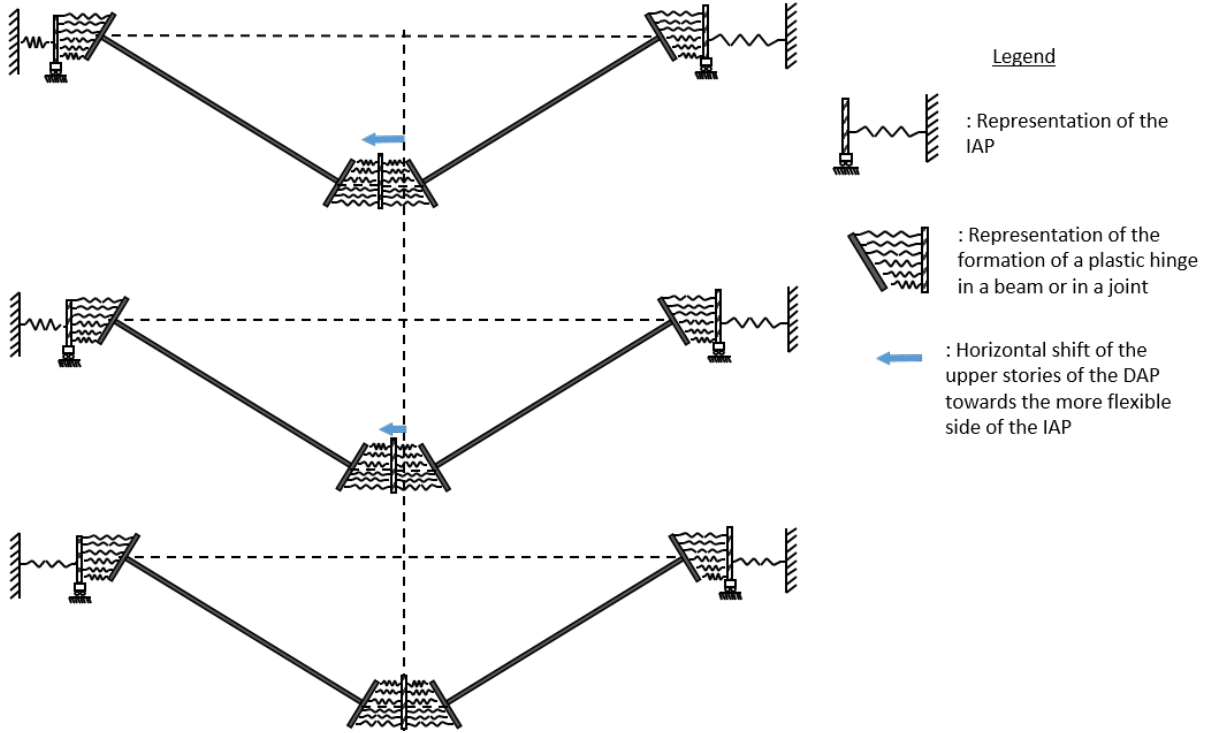 Legend
: Representation of the
IAP
: Representation of the
formation of a plastic hinge
in a beam or in a joint
: Horizontal shift of the
upper stories of the DAP
towards the more flexible
side of the IAP